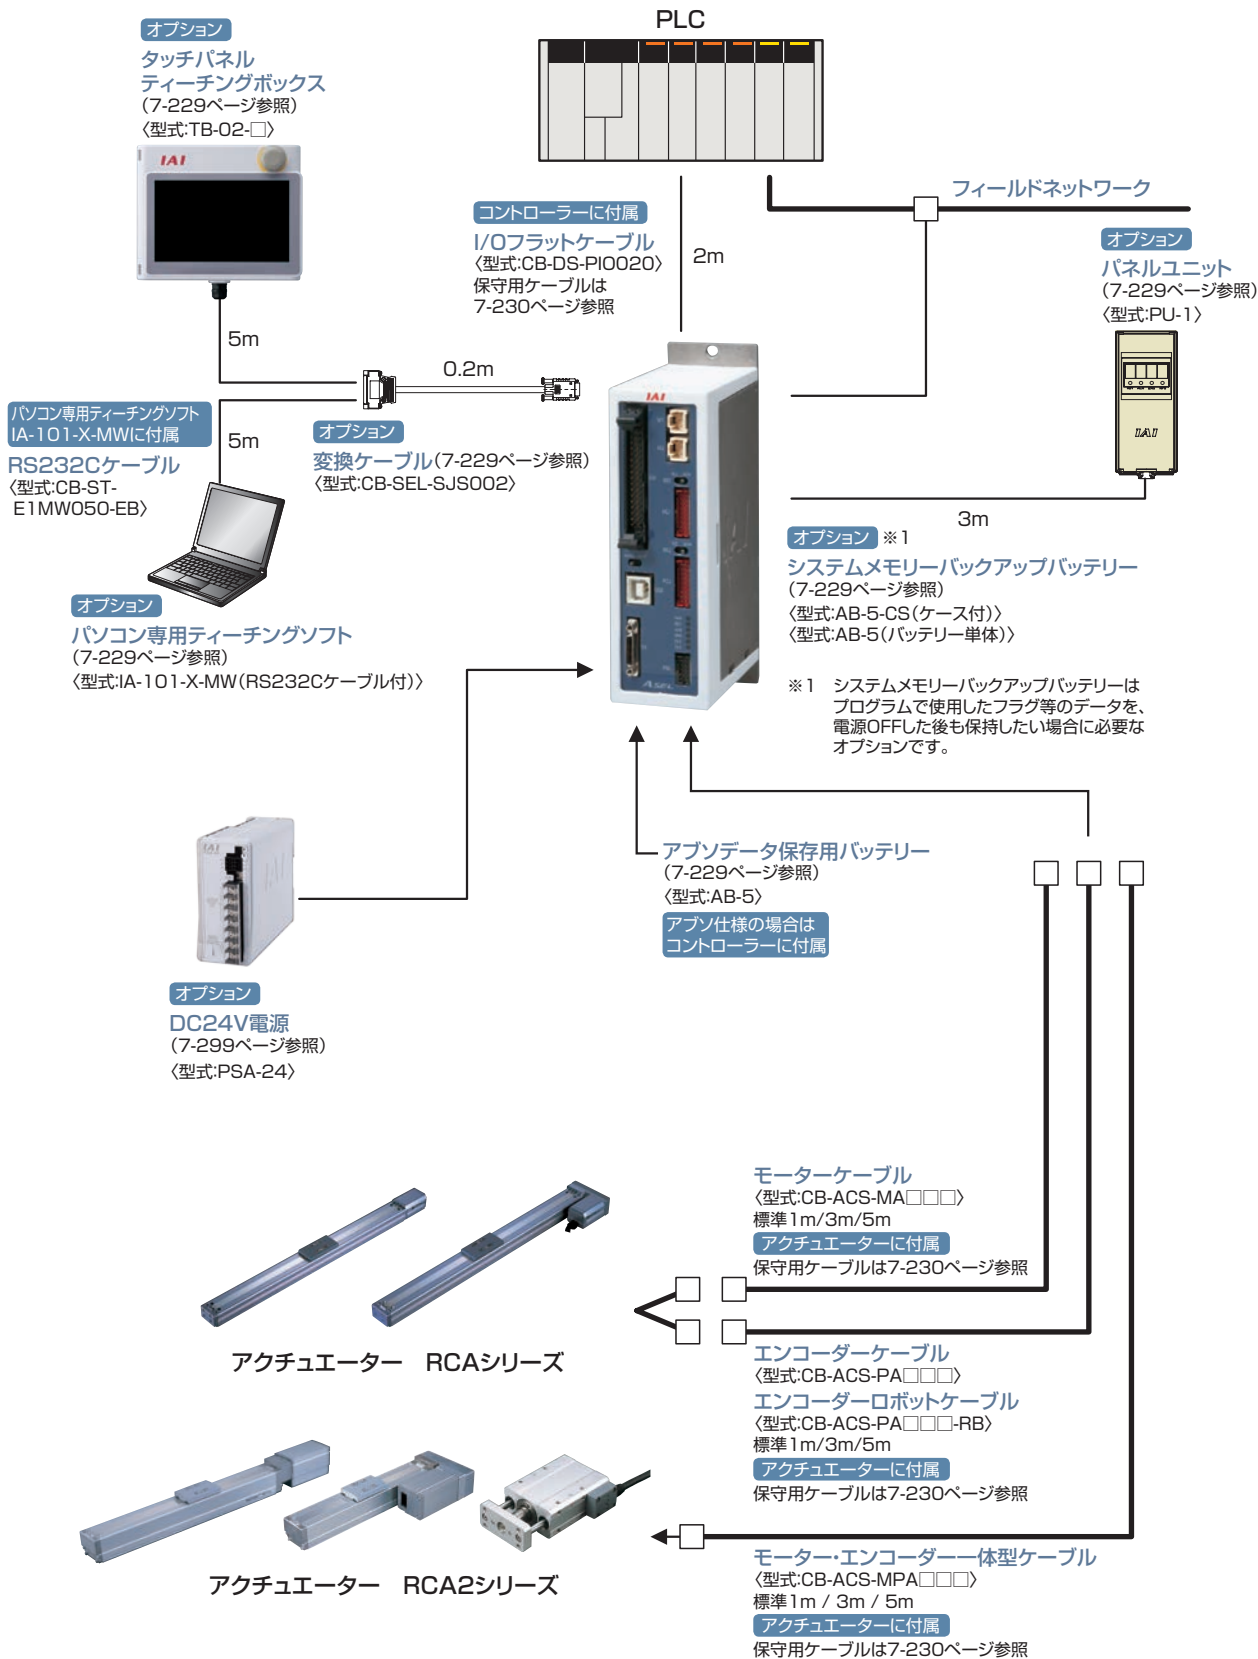 PLC
オプション
タッチパネル
ティーチングボックス
(7-229ページ参照)
〈型式:TB-02-□〉
IAI
コントローラーに付属
I/Oフラットケーブル
〈型式:CB-DS-PIO020〉
保守用ケーブルは
7-230ページ参照
2m
フィールドネットワーク
オプション
パネルユニット
(7-229ページ参照)
〈型式:PU-1〉
IAI
3m
5m
0.2m
パソコン専用ティーチングソフト
IA-101-X-MWに付属
RS232Cケーブル
〈型式:CB-ST-
E1MW050-EB〉
5m
オプション
変換ケーブル(7-229ページ参照)
〈型式:CB-SEL-SJS002〉
IAI
ASEL
オプション
パソコン専用ティーチングソフト
(7-229ページ参照)
〈型式:IA-101-X-MW(RS232Cケーブル付)〉
オプション ※1
システムメモリーバックアップバッテリー
(7-229ページ参照)
〈型式:AB-5-CS(ケース付)〉
〈型式:AB-5(バッテリー単体)〉
※1 システムメモリーバックアップバッテリーは
プログラムで使用したフラグ等のデータを、
電源OFFした後も保持したい場合に必要な
オプションです。
アブソデータ保存用バッテリー
(7-229ページ参照)
〈型式:AB-5〉
アブソ仕様の場合は
コントローラーに付属
IAI
オプション
DC24V電源
(7-299ページ参照)
〈型式:PSA-24〉
モーターケーブル
〈型式:CB-ACS-MA□□□〉
標準1m/3m/5m
アクチュエーターに付属
保守用ケーブルは7-230ページ参照
アクチュエーター RCAシリーズ
エンコーダーケーブル
〈型式:CB-ACS-PA□□□〉
エンコーダーロボットケーブル
〈型式:CB-ACS-PA□□□-RB〉
標準1m/3m/5m
アクチュエーターに付属
保守用ケーブルは7-230ページ参照
アクチュエーター RCA2シリーズ
モーター・エンコーダー一体型ケーブル
〈型式:CB-ACS-MPA□□□〉
標準1m / 3m / 5m
アクチュエーターに付属
保守用ケーブルは7-230ページ参照